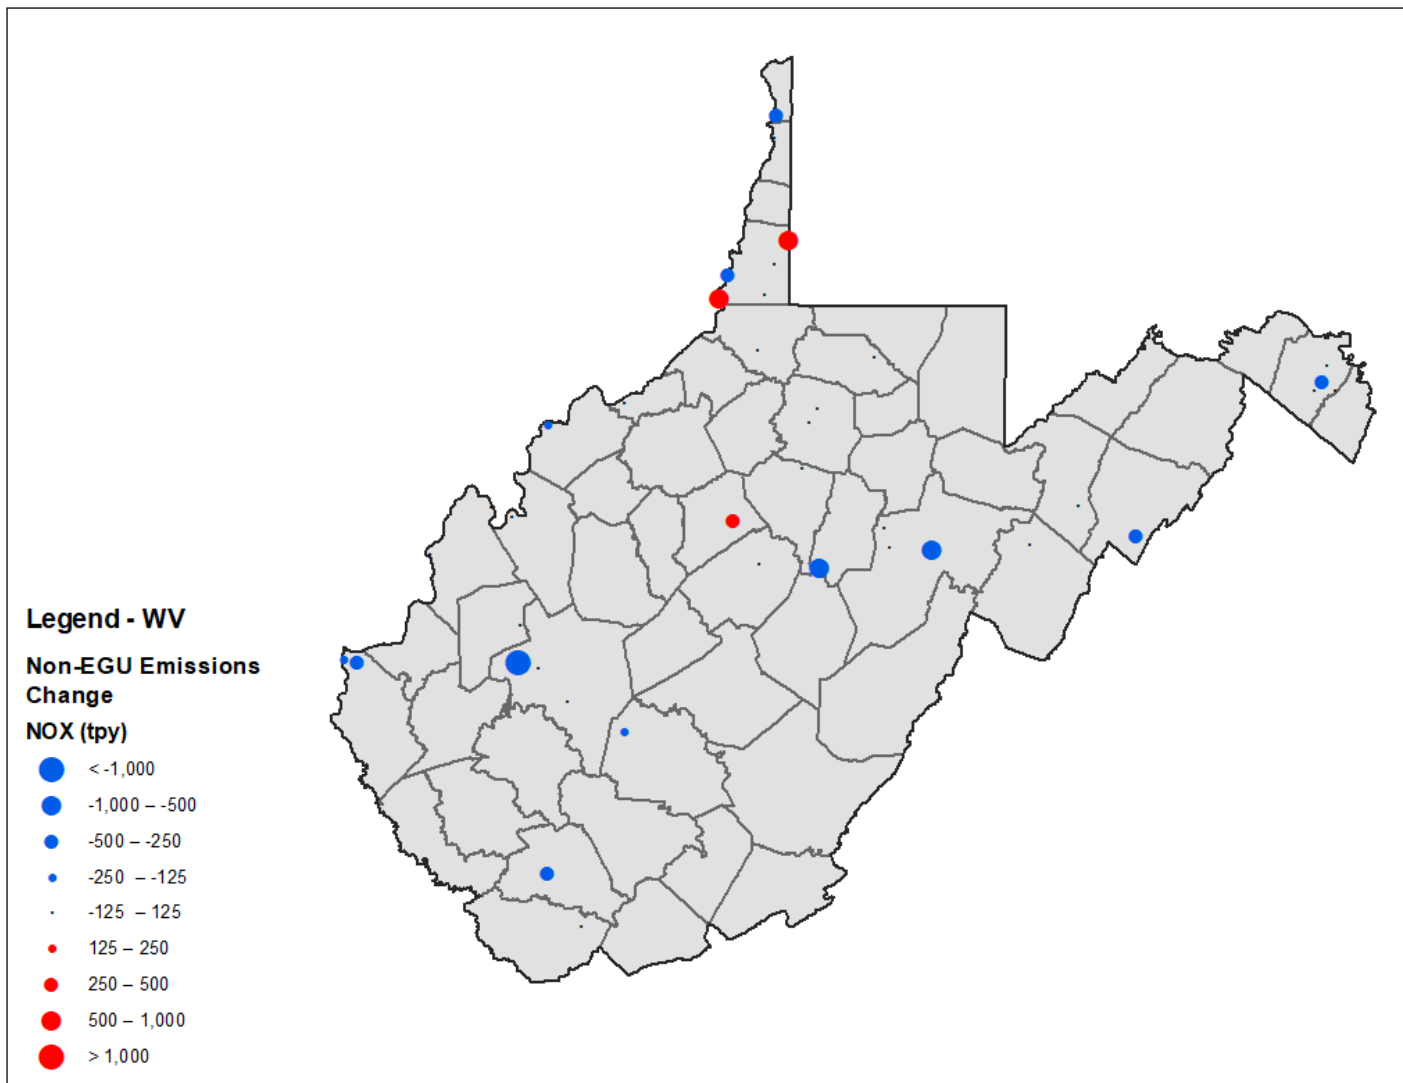 Legend - WV
Non-EGU Emissions
Change
NOX (tpy)
< -1,000
-1,000 – -500
-500 – -250
-250 – -125
-125 – 125
125 – 250
250 – 500
500 – 1,000
> 1,000